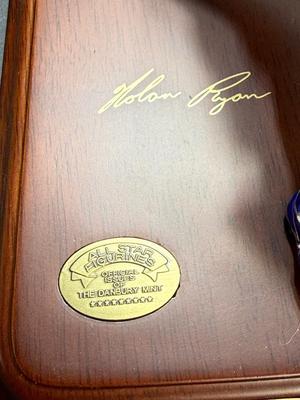 Nolan Ryan
ALL STAR
FIGURINES
OFFICIAL
ISSUES
OF
THE DANBURY MINT